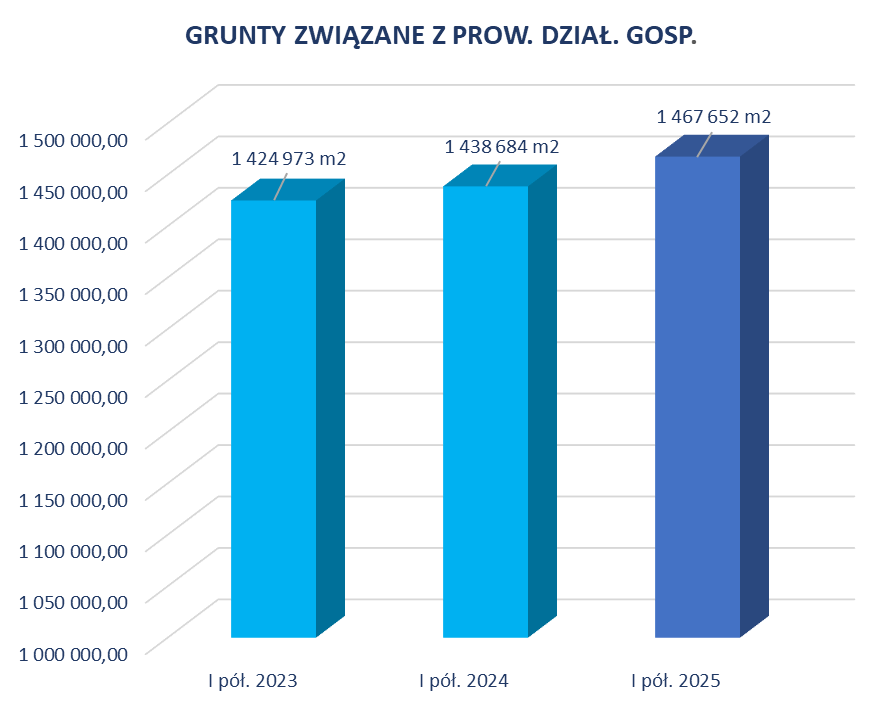 GRUNTY ZWIĄZANE Z PROW. DZIAŁ. GOSP.
1 467 652 m2
1 438 684 m2
1 424 973 m2
1 500 000,00
1 450 000,00
1 400 000,00
1 350 000,00
1 300 000,00
1 250 000,00
1 200 000,00
1 150 000,00
1 100 000,00
1 050 000,00
1 000 000,00
I pół. 2023
I pół. 2024
I pół. 2025